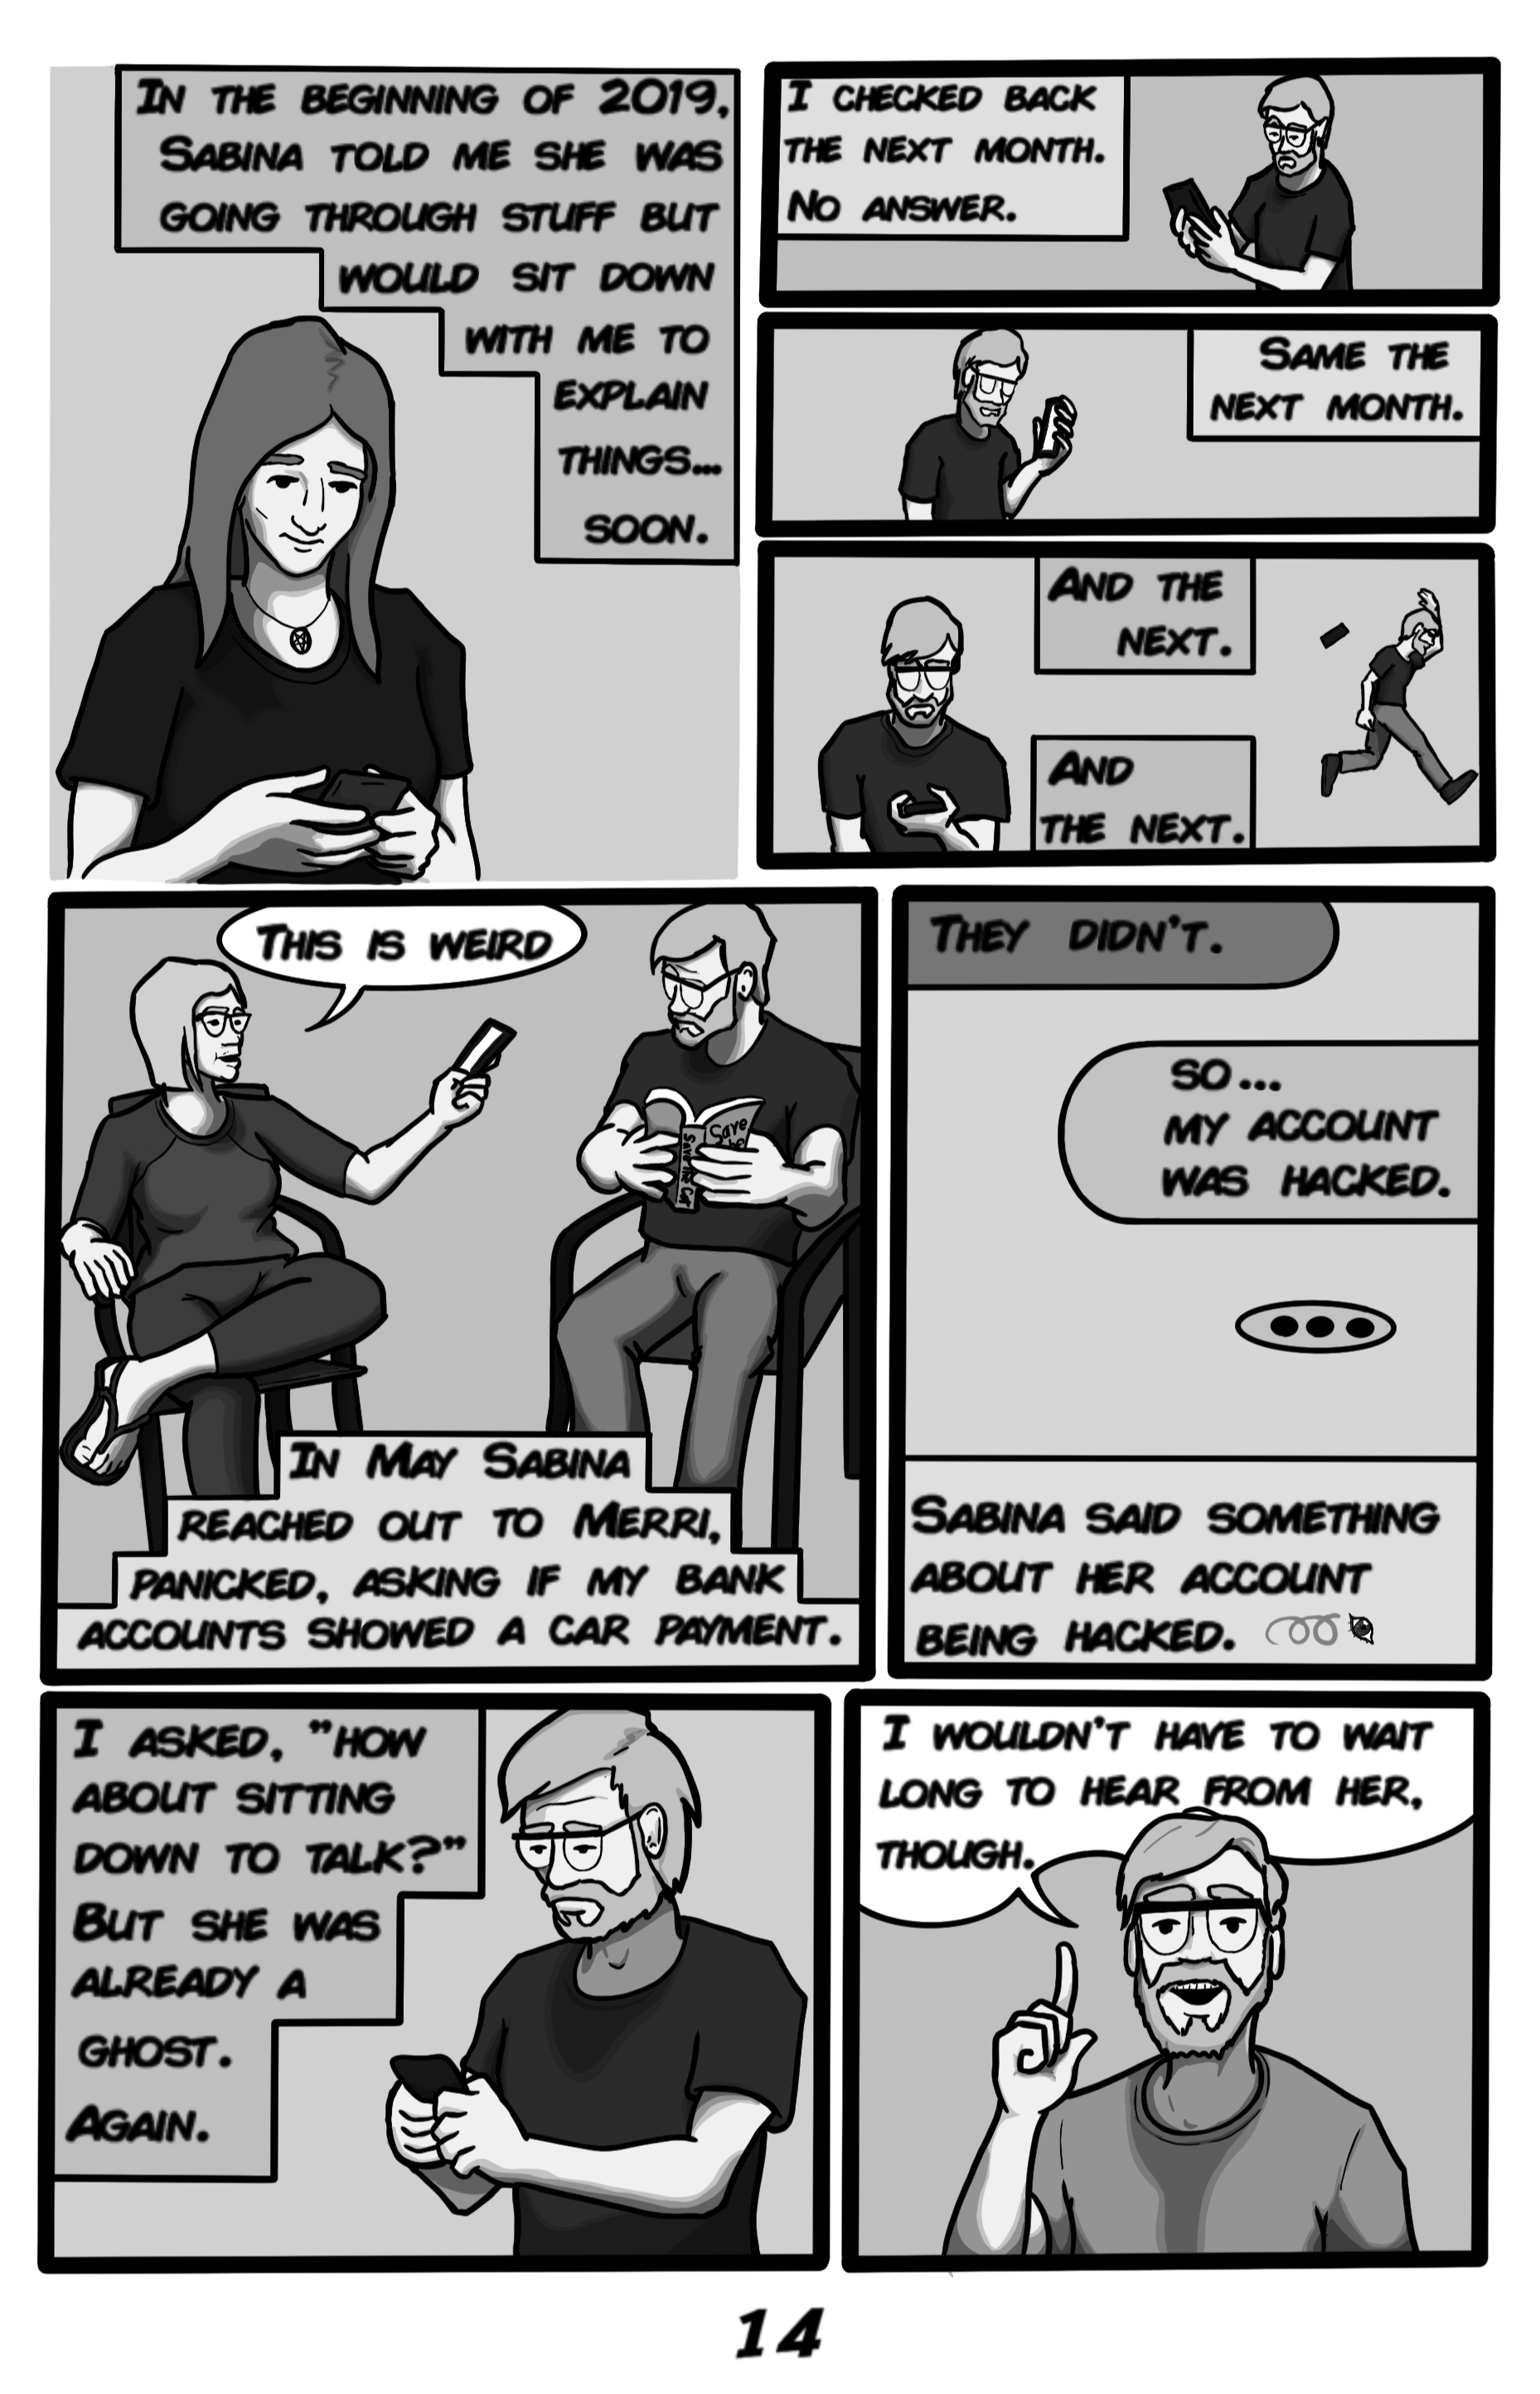 In the beginning of 2019,
Sabina told me she was
going through stuff but
would sit down
with me to
explain
things...
soon.
I checked back
the next month.
No answer.
Same the
next month.
And the
next.
And
the next.
This is weird
Save
the
Save the Cat
In May Sabina
reached out to Merri,
panicked, asking if my bank
accounts showed a car payment.
They didn't.
so...
my account
was hacked.
Sabina said something
about her account
being hacked.
I asked, "how
about sitting
down to talk?"
But she was
already a
ghost.
Again.
I wouldn't have to wait
long to hear from her,
though.
14